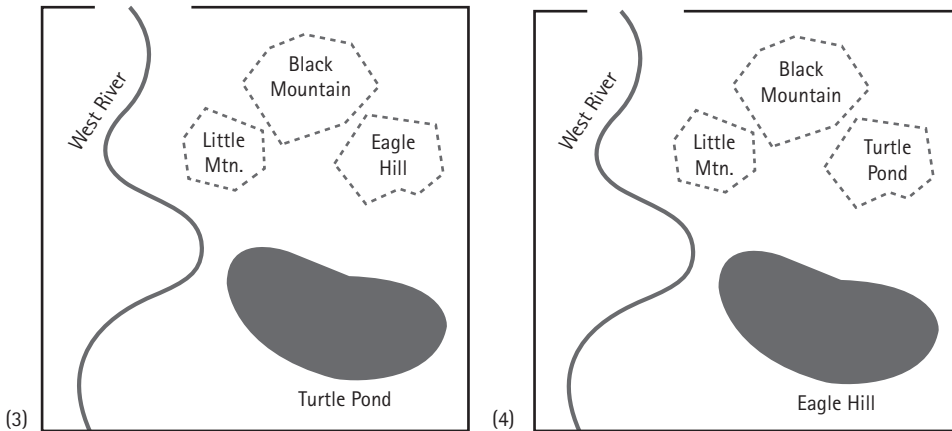 West River
Black
Mountain
Little
Mtn.
Eagle
Hill
Turtle Pond
(3)
West River
Black
Mountain
Little
Mtn.
Turtle
Pond
Eagle Hill
(4)